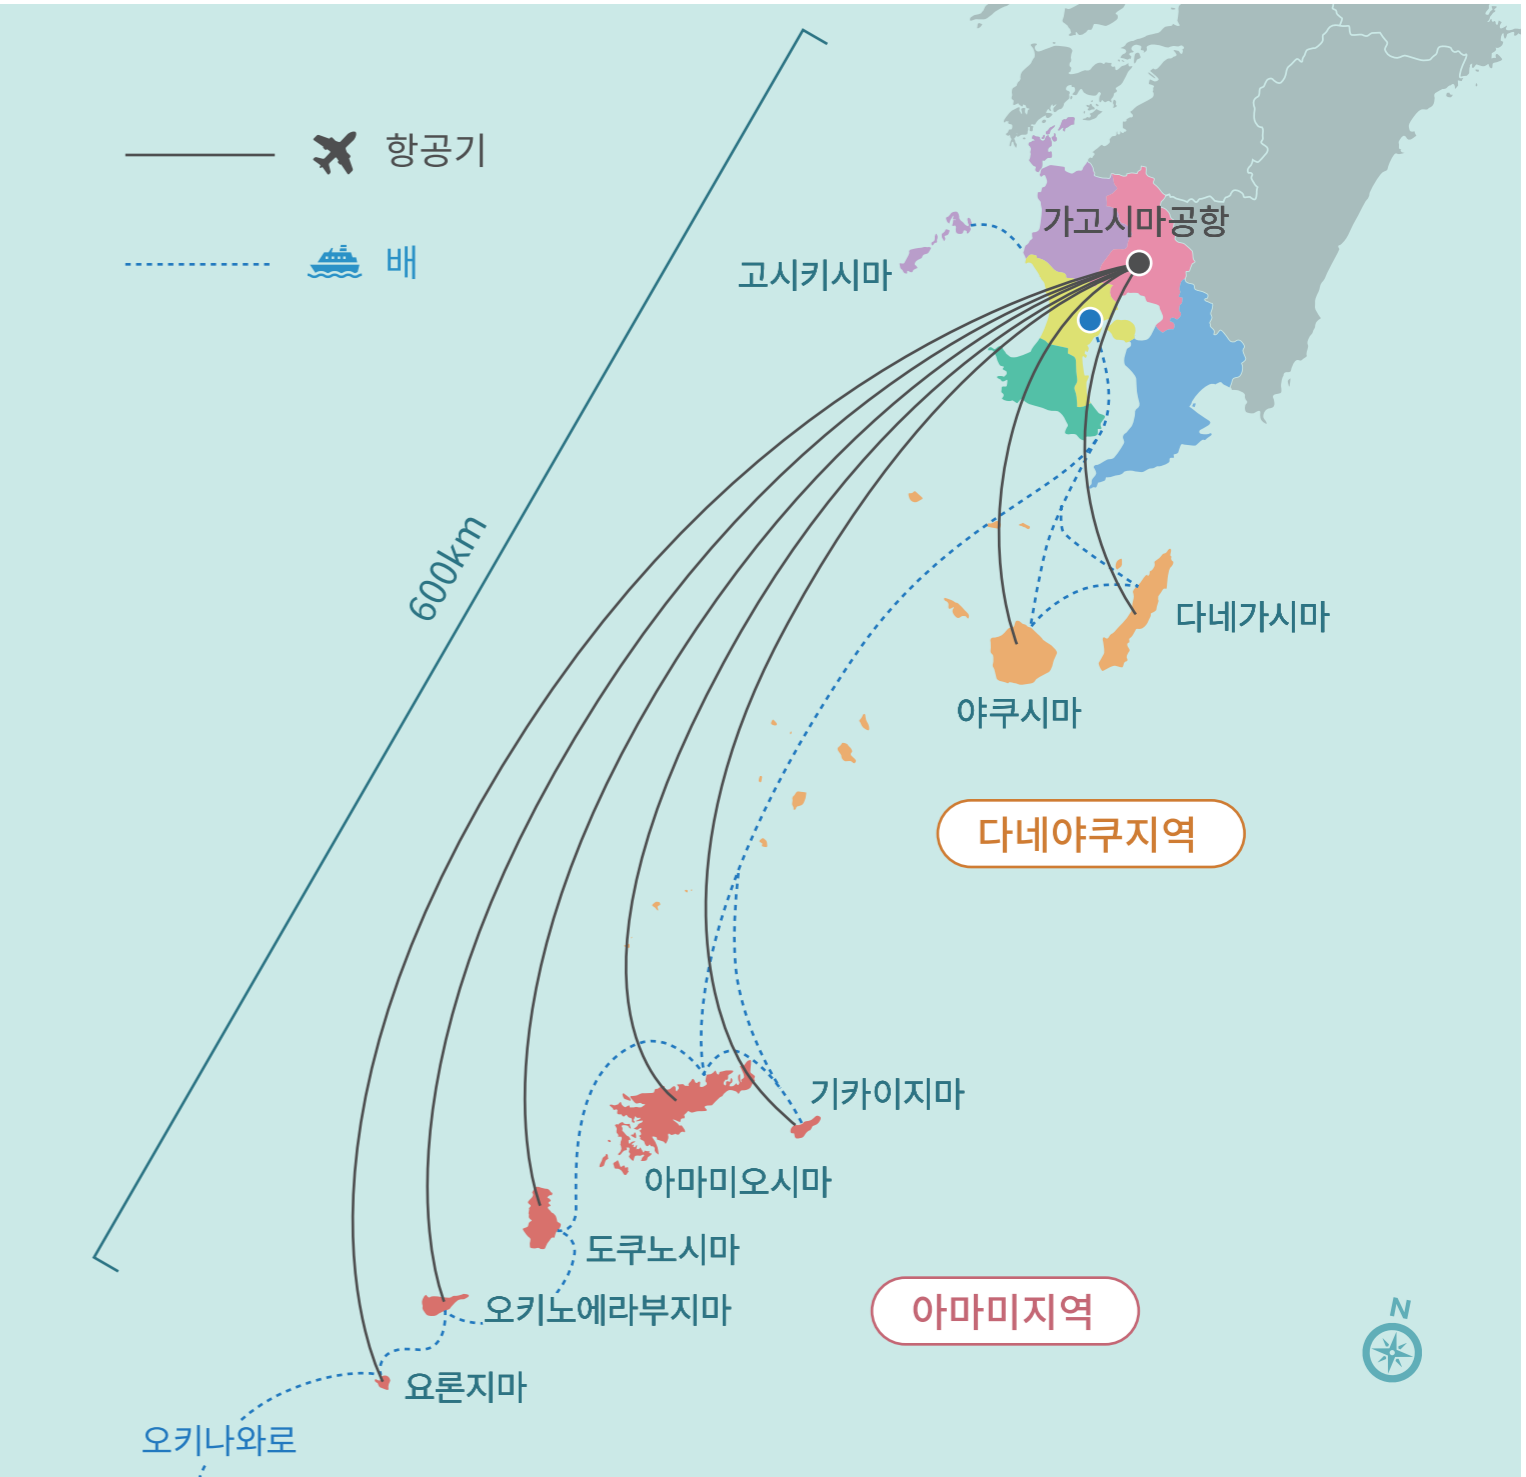 항공기
배
600km
가고시마공항
고시키시마
다네가시마
야쿠시마
다네야쿠지역
기카이지마
아마미오시마
도쿠노시마
오키노에라부지마
아마미지역
N
요론지마
오키나와로